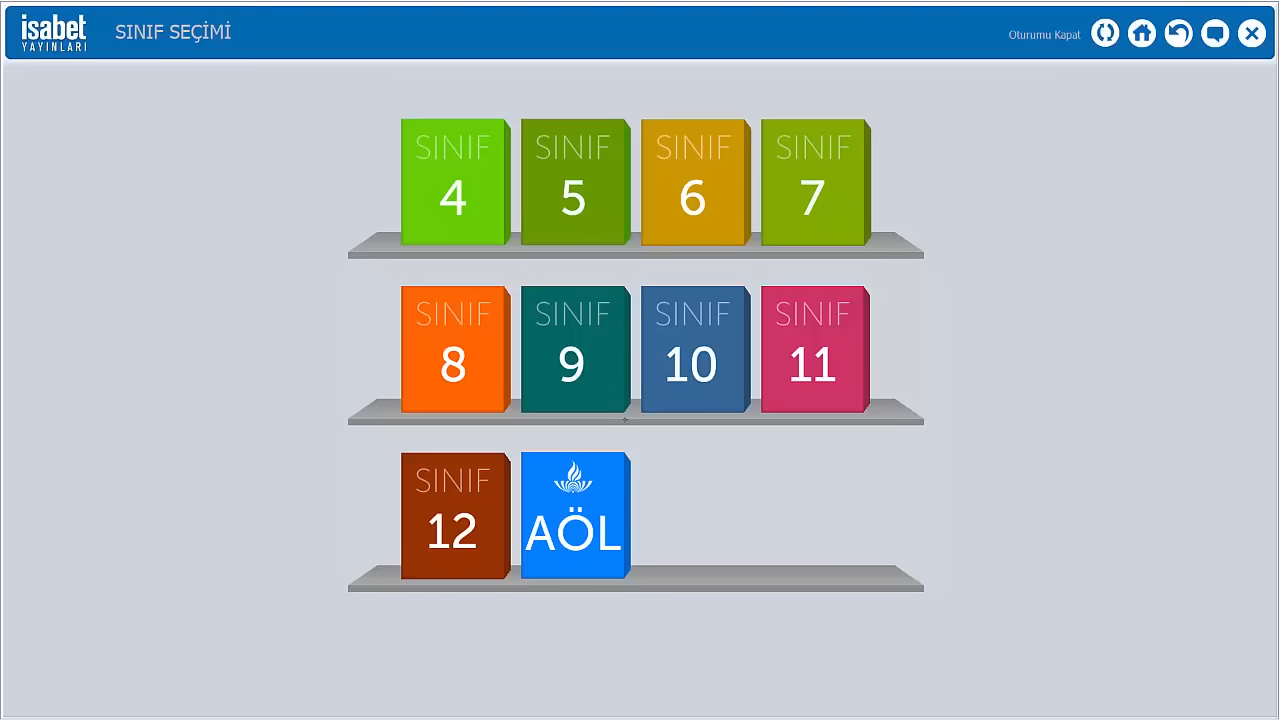 isabet
YAYINLARI
SINIF SEÇİMİ
Oturumu Kapat
SINIF
4
SINIF
5
SINIF
6
SINIF
7
SINIF
8
SINIF
9
SINIF
10
SINIF
11
SINIF
12
AÖL